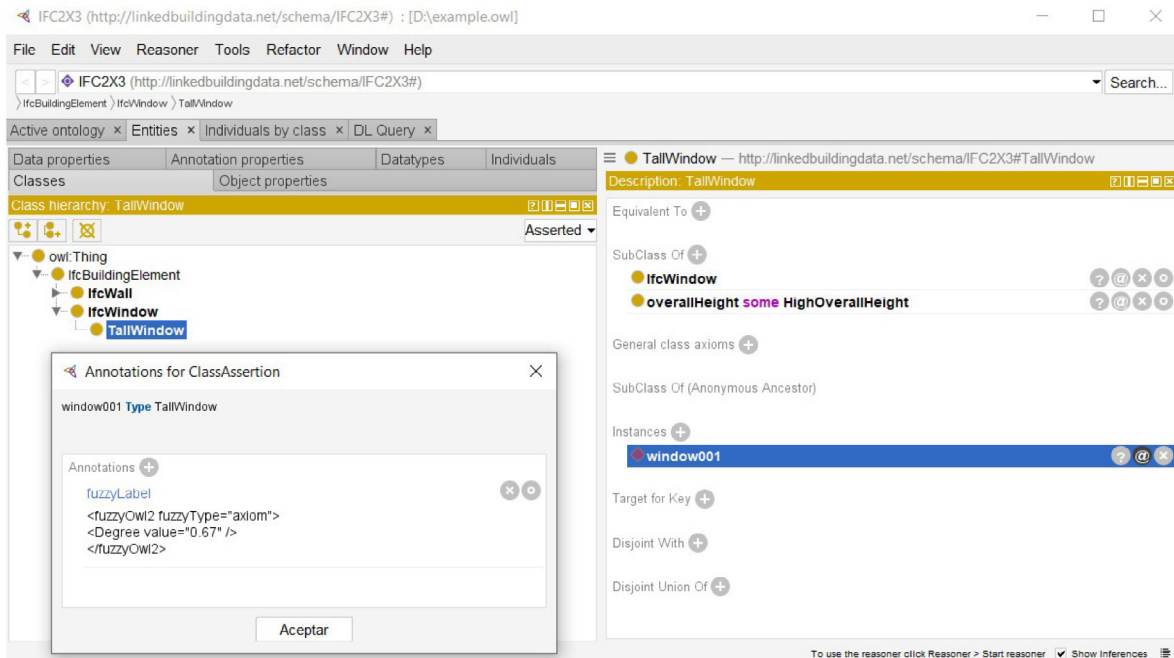 IFC2X3 (http://linkedbuildingdata.net/schema/IFC2X3#) : [D:\example.owl]
File Edit View Reasoner Tools Refactor Window Help
< > IFC2X3 (http://linkedbuildingdata.net/schema/IFC2X3#) Search...
IfcBuildingElement IfcWindow TallWindow
Active ontology × Entities × Individuals by class × DL Query ×
Data properties Annotation properties Datatypes Individuals
Classes Object properties
Class hierarchy: TallWindow
Asserted
owl:Thing
IfcBuildingElement
IfcWall
IfcWindow
TallWindow
Annotations for ClassAssertion
window001 Type TallWindow
Annotations
fuzzyLabel
<fuzzyOwl2 fuzzyType="axiom">
<Degree value="0.67" />
</fuzzyOwl2>
Aceptar
TallWindow — http://linkedbuildingdata.net/schema/IFC2X3#TallWindow
Description: TallWindow
Equivalent To
SubClass Of
IfcWindow
overallHeight some HighOverallHeight
General class axioms
SubClass Of (Anonymous Ancestor)
Instances
window001
Target for Key
Disjoint With
Disjoint Union Of
To use the reasoner click Reasoner > Start reasoner Show Inferences